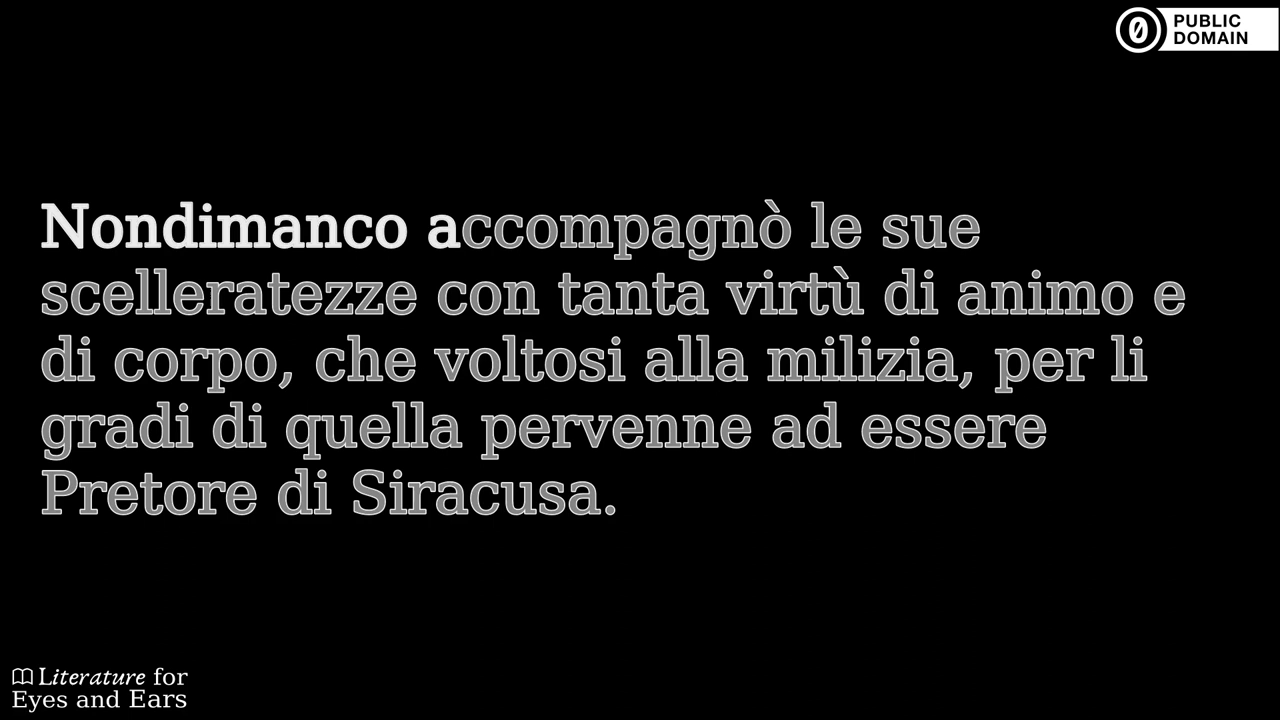 PUBLIC
DOMAIN
Nondimanco accompagnò le sue
scelleratezze con tanta virtù di animo e
di corpo, che voltosi alla milizia, per li
gradi di quella pervenne ad essere
Pretore di Siracusa.
Literature for
Eyes and Ears